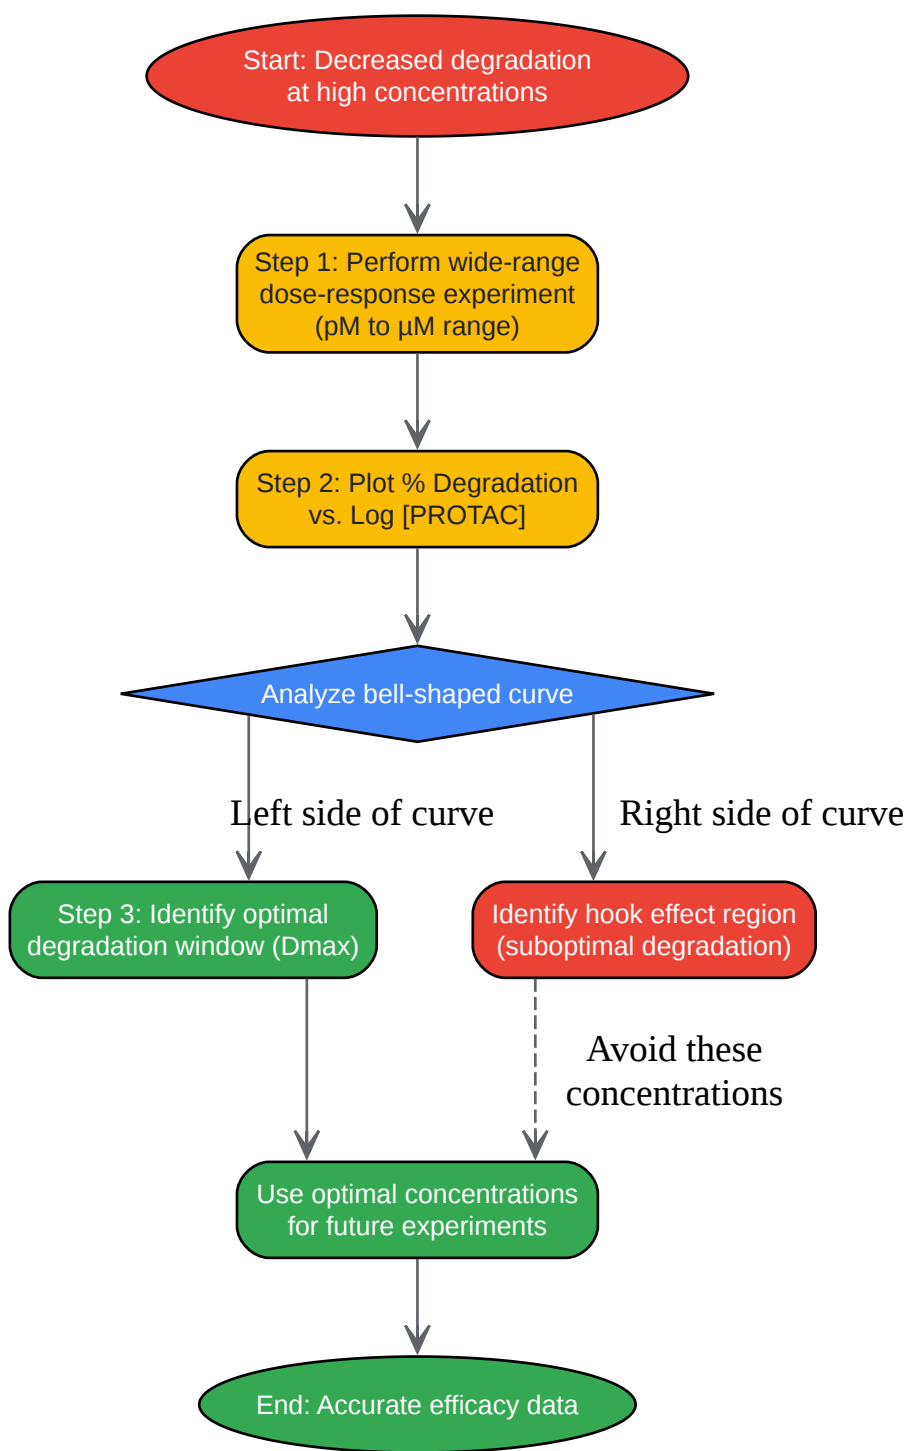 Start: Decreased degradation
at high concentrations
Step 1: Perform wide-range
dose-response experiment
(pM to µM range)
Step 2: Plot % Degradation
vs. Log [PROTAC]
Analyze bell-shaped curve
Left side of curve
Right side of curve
Step 3: Identify optimal
degradation window (Dmax)
Identify hook effect region
(suboptimal degradation)
Avoid these
concentrations
Use optimal concentrations
for future experiments
End: Accurate efficacy data